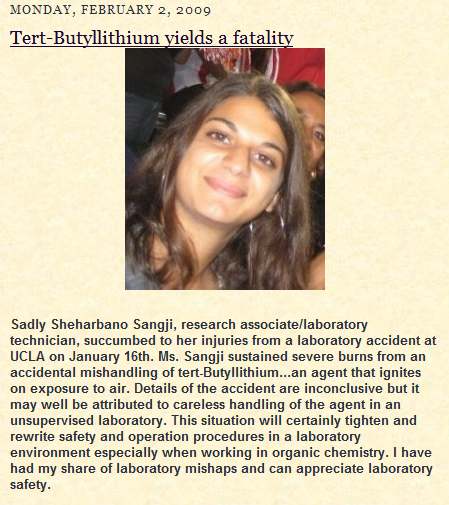 MONDAY, FEBRUARY 2, 2009
Tert-Butyllithium yields a fatality
Sadly Sheharbano Sangji, research associate/laboratory
technician, succumbed to her injuries from a laboratory accident at
UCLA on January 16th. Ms. Sangji sustained severe burns from an
accidental mishandling of tert-Butyllithium...an agent that ignites
on exposure to air. Details of the accident are inconclusive but it
may well be attributed to careless handling of the agent in an
unsupervised laboratory. This situation will certainly tighten and
rewrite safety and operation procedures in a laboratory
environment especially when working in organic chemistry. I have
had my share of laboratory mishaps and can appreciate laboratory
safety.